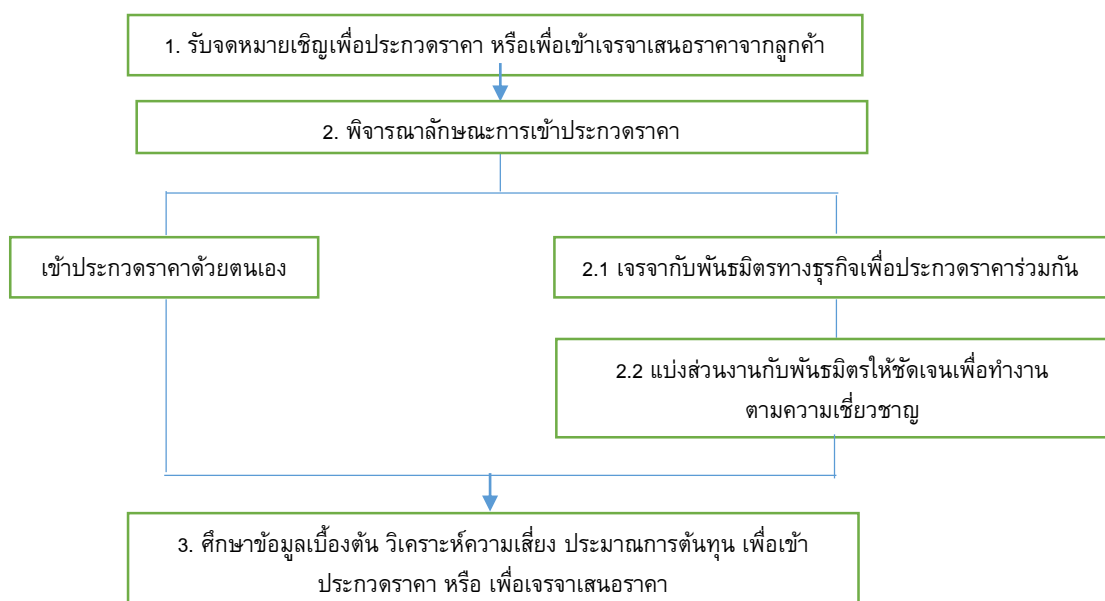 1. รับจดหมายเชิญเพื่อประกวดราคา หรือเพื่อเข้าเจรจาเสนอราคาจากลูกค้า
2. พิจารณาลักษณะการเข้าประกวดราคา
เข้าประกวดราคาด้วยตนเอง
2.1 เจรจากับพันธมิตรทางธุรกิจเพื่อประกวดราคาร่วมกัน
2.2 แบ่งส่วนงานกับพันธมิตรให้ชัดเจนเพื่อทำงาน
ตามความเชี่ยวชาญ
3. ศึกษาข้อมูลเบื้องต้น วิเคราะห์ความเสี่ยง ประมาณการต้นทุน เพื่อเข้า
ประกวดราคา หรือ เพื่อเจรจาเสนอราคา